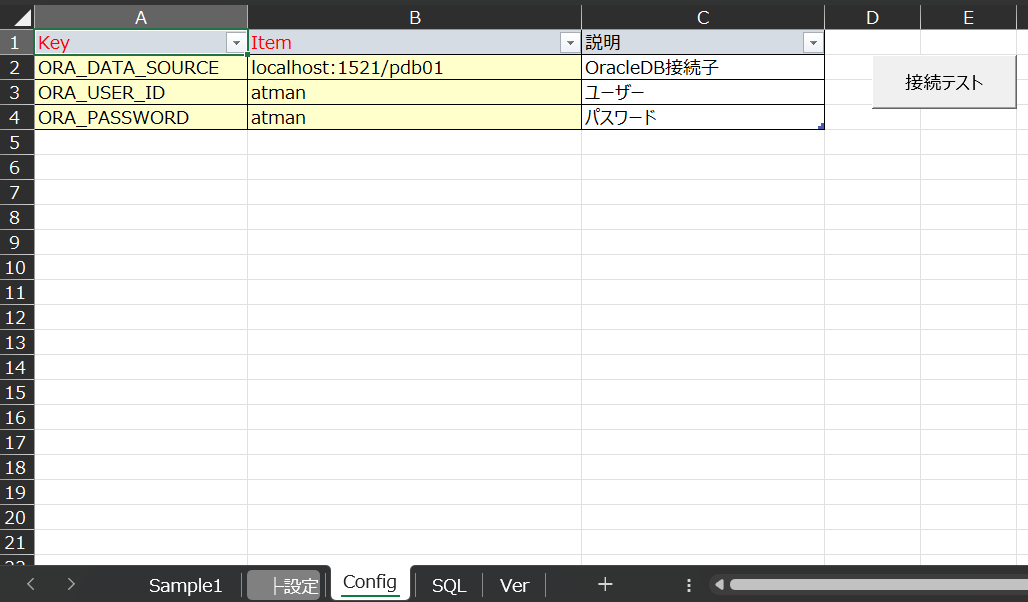 A B C D E
1 Key Item 説明
2 ORA_DATA_SOURCE localhost:1521/pdb01 OracleDB接続子
接続テスト
3 ORA_USER_ID atman ユーザー
4 ORA_PASSWORD atman パスワード
5
6
7
8
9
10
11
12
13
14
15
16
17
18
19
20
21
22
Sample1 ├設定 Config SQL Ver